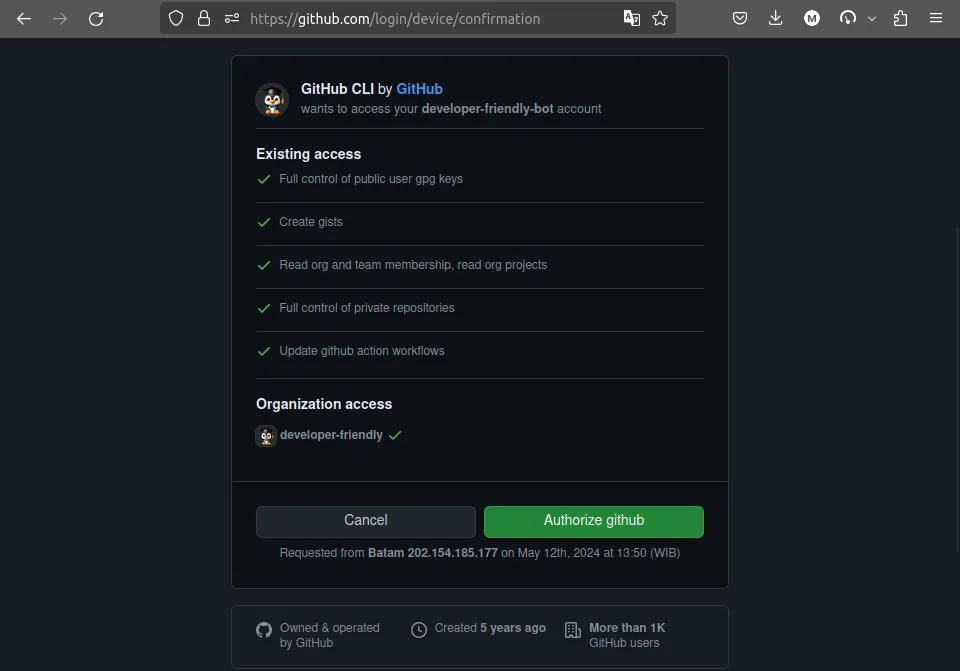 https://github.com/login/device/confirmation
M
GitHub CLI by GitHub
wants to access your developer-friendly-bot account
Existing access
Full control of public user gpg keys
Create gists
Read org and team membership, read org projects
Full control of private repositories
Update github action workflows
Organization access
developer-friendly
Cancel
Authorize github
Requested from Batam 202.154.185.177 on May 12th, 2024 at 13:50 (WIB)
Owned & operated
by GitHub
Created 5 years ago
More than 1K
GitHub users